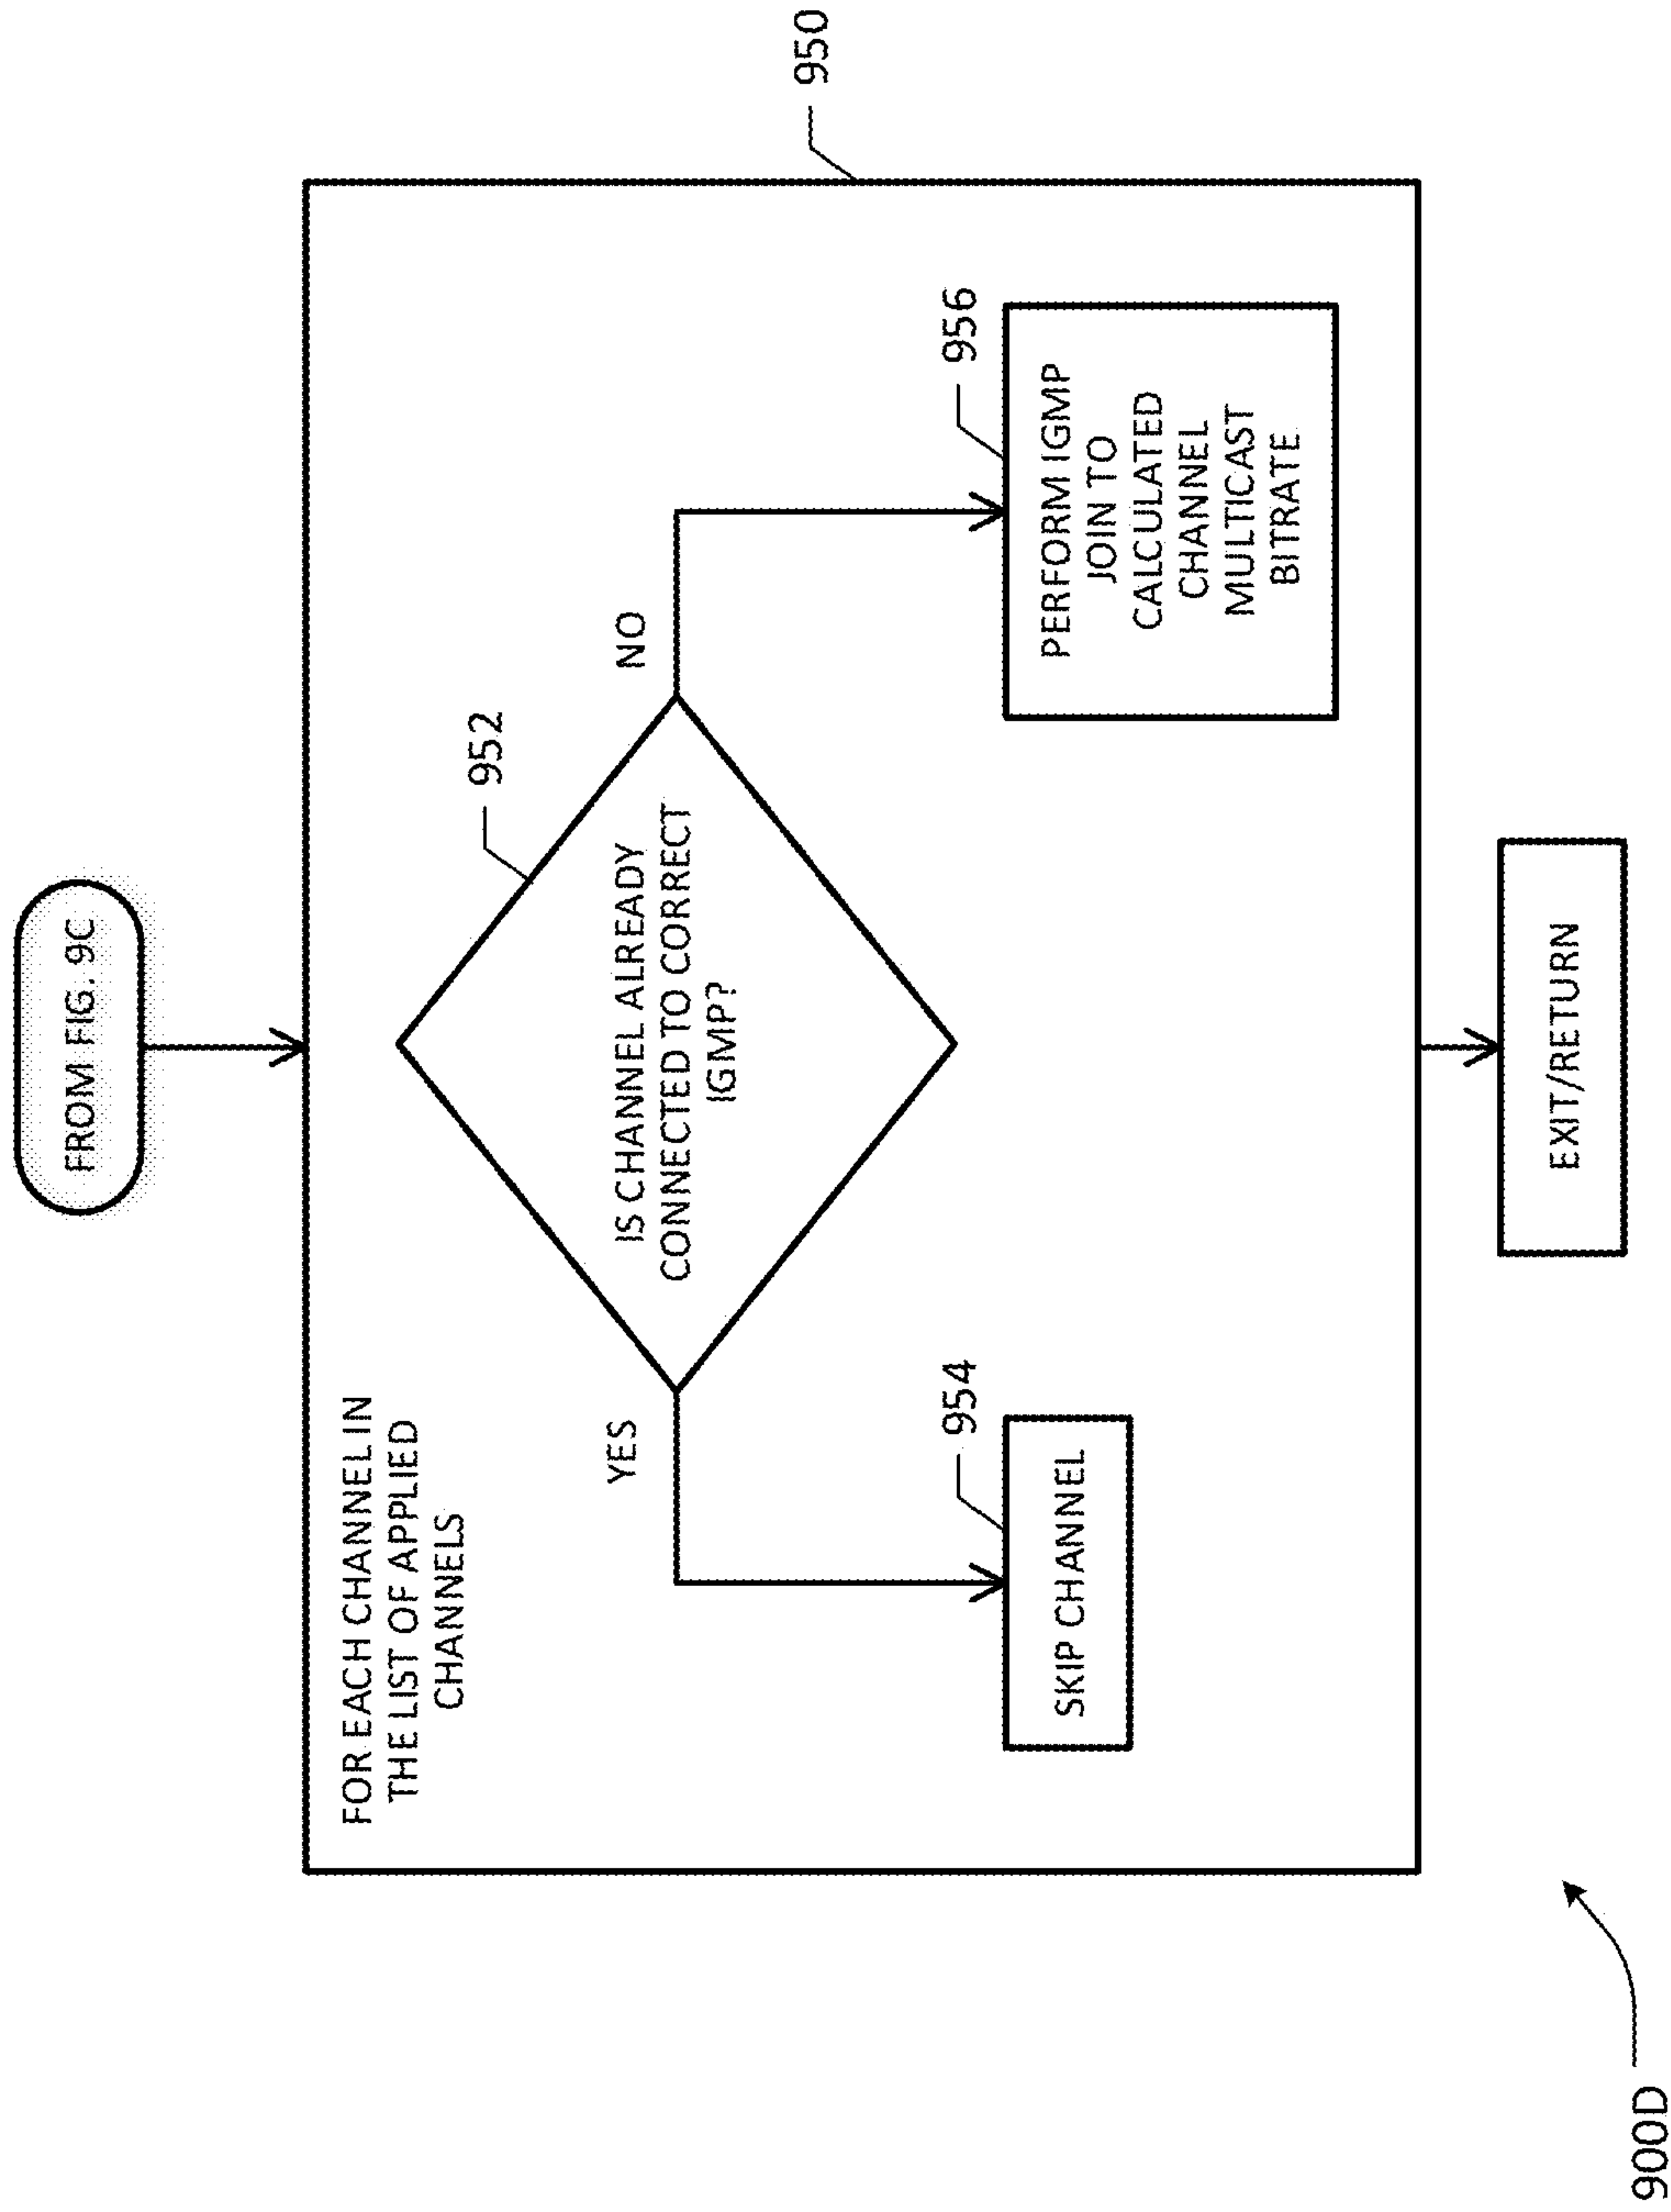 FROM FIG. 9C
950
FOR EACH CHANNEL IN
THE LIST OF APPLIED
CHANNELS
952
IS CHANNEL ALREADY
CONNECTED TO CORRECT
IGMP?
YES
NO
954
SKIP CHANNEL
956
PERFORM IGMP
JOIN TO
CALCULATED
CHANNEL
MULTICAST
BITRATE
EXIT/RETURN
900D